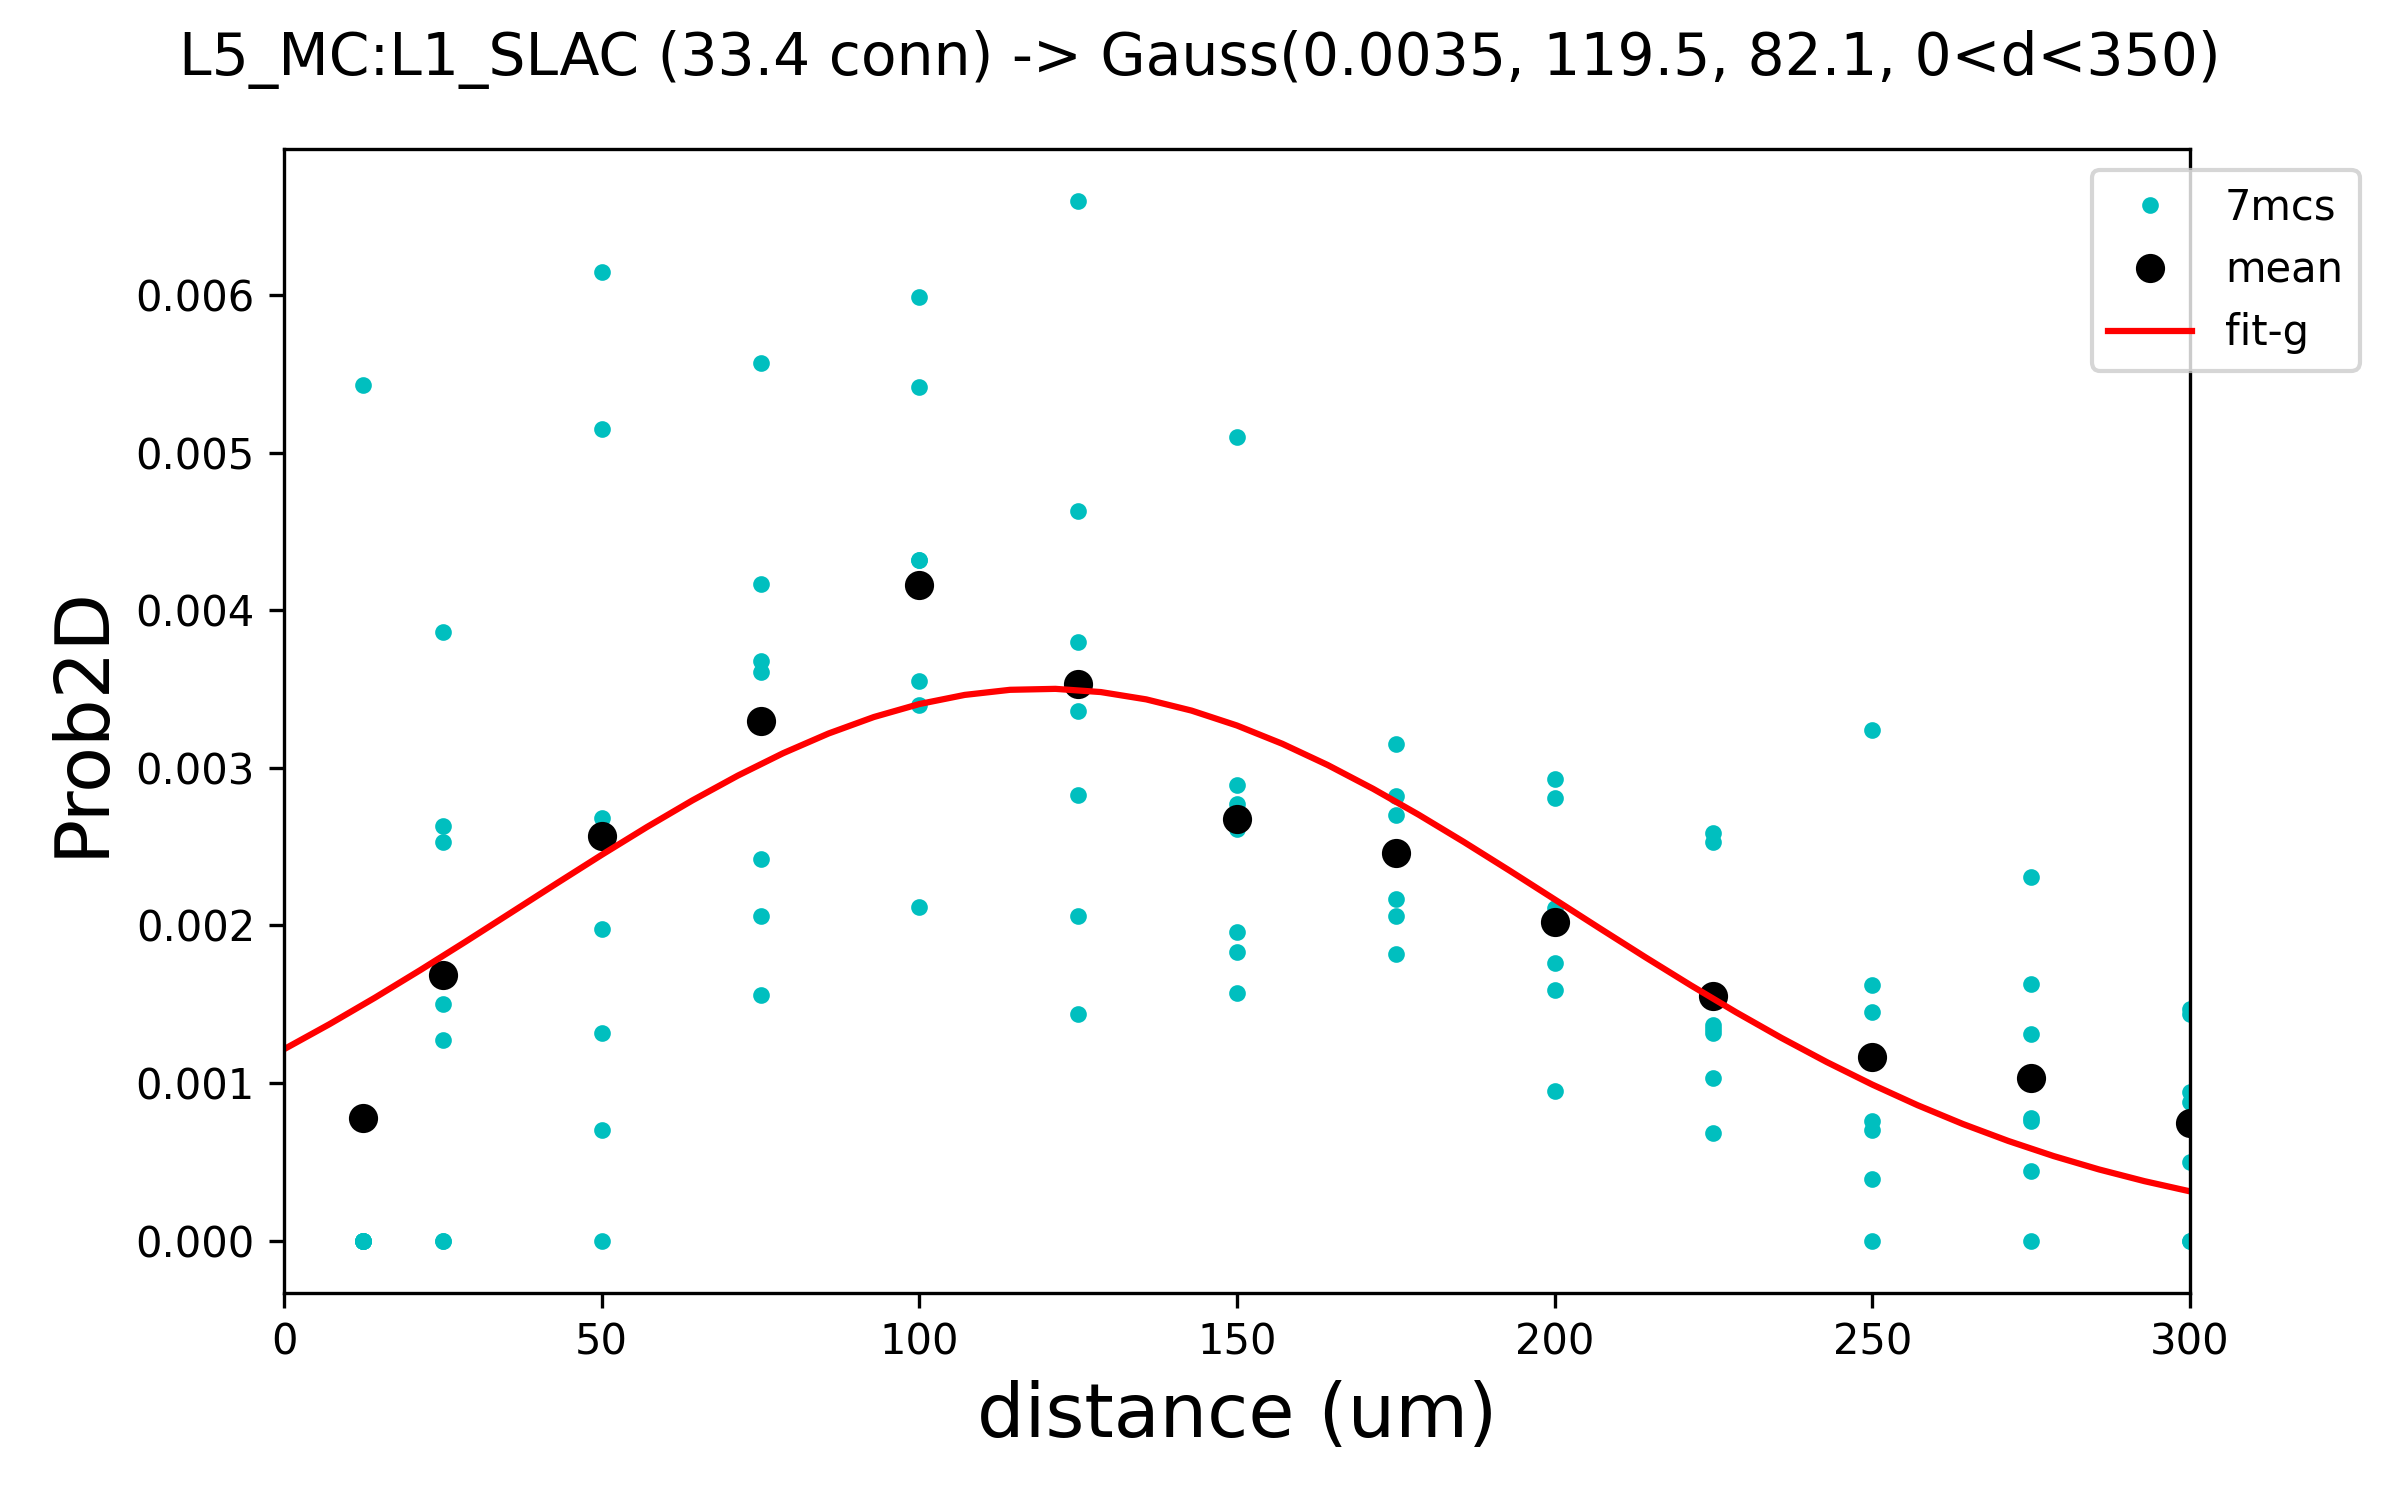 L5_MC:L1_SLAC (33.4 conn) -> Gauss(0.0035, 119.5, 82.1, 0<d<350)
7mcs
mean
fit-g
0.006
0.005
0.004
0.003
0.002
0.001
0.000
Prob2D
0 50 100 150 200 250 300
distance (um)